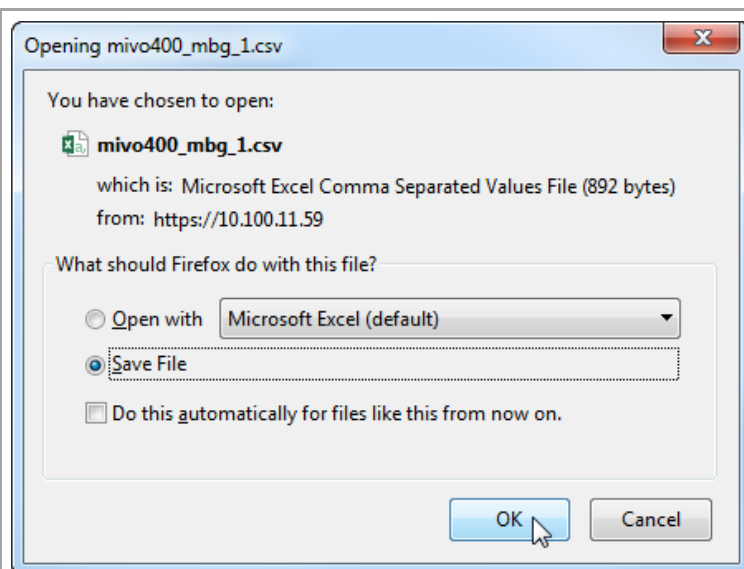 Opening mivo400_mbg_1.csv
You have chosen to open:
mivo400_mbg_1.csv
which is: Microsoft Excel Comma Separated Values File (892 bytes)
from: https://10.100.11.59
What should Firefox do with this file?
Open with Microsoft Excel (default)
Save File
Do this automatically for files like this from now on.
OK Cancel